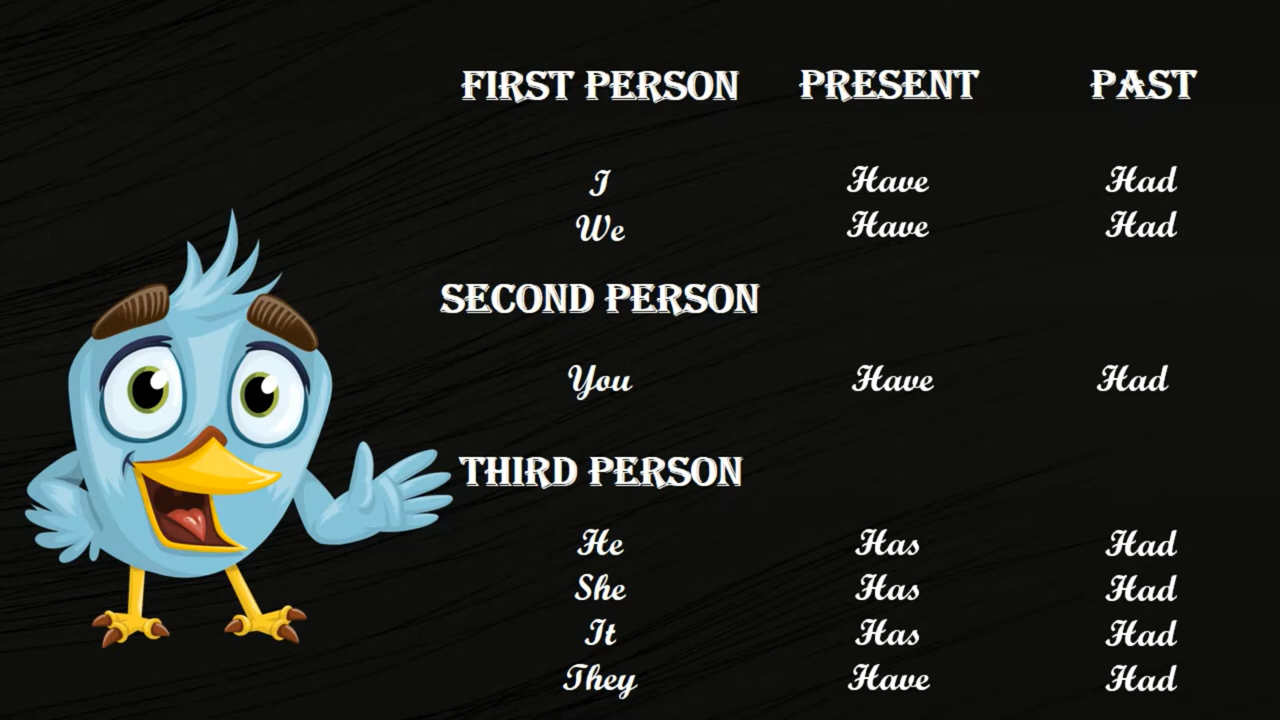 FIRST PERSON PRESENT PAST
I Have Had
We Have Had
SECOND PERSON
You Have Had
THIRD PERSON
He Has Had
She Has Had
It Has Had
They Have Had